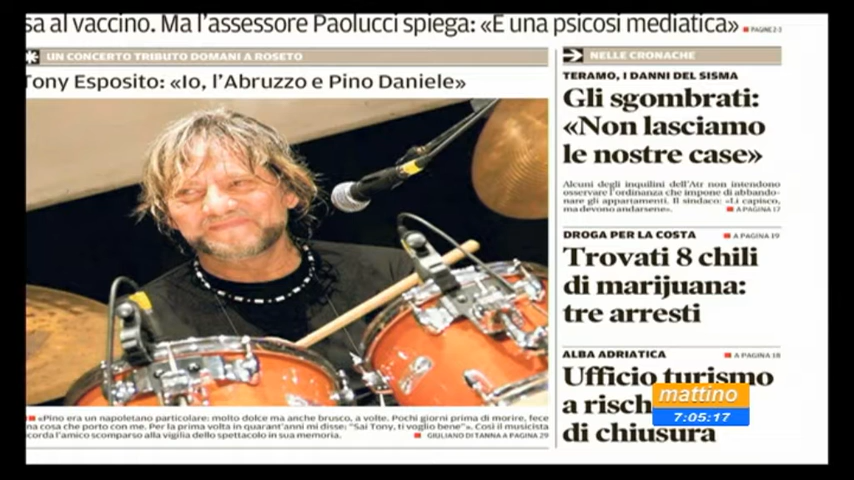 sa al vaccino. Ma l'assessore Paolucci spiega: «È una psicosi mediatica» PAGINE 2-3
UN CONCERTO TRIBUTO DOMANI A ROSETO
Tony Esposito: «Io, l'Abruzzo e Pino Daniele»
«Pino era un napoletano particolare: molto dolce ma anche brusco, a volte. Pochi giorni prima di morire, fece
na cosa che porto con me. Per la prima volta in quarant'anni mi disse: "Sai Tony, ti voglio bene"». Così il musicista
corda l'amico scomparso alla vigilia dello spettacolo in sua memoria. GIULIANO DI TANNA A PAGINA 29
NELLE CRONACHE
TERAMO, I DANNI DEL SISMA
Gli sgombrati:
«Non lasciamo
le nostre case»
Alcuni degli inquilini dell'Atr non intendono
osservare l'ordinanza che impone di abbando-
nare gli appartamenti. Il sindaco: «Li capisco,
ma devono andarsene». A PAGINA 17
DROGA PER LA COSTA A PAGINA 19
Trovati 8 chili
di marijuana:
tre arresti
ALBA ADRIATICA A PAGINA 18
Ufficio turismo
a risch
di chiusura
mattino
7:05:17